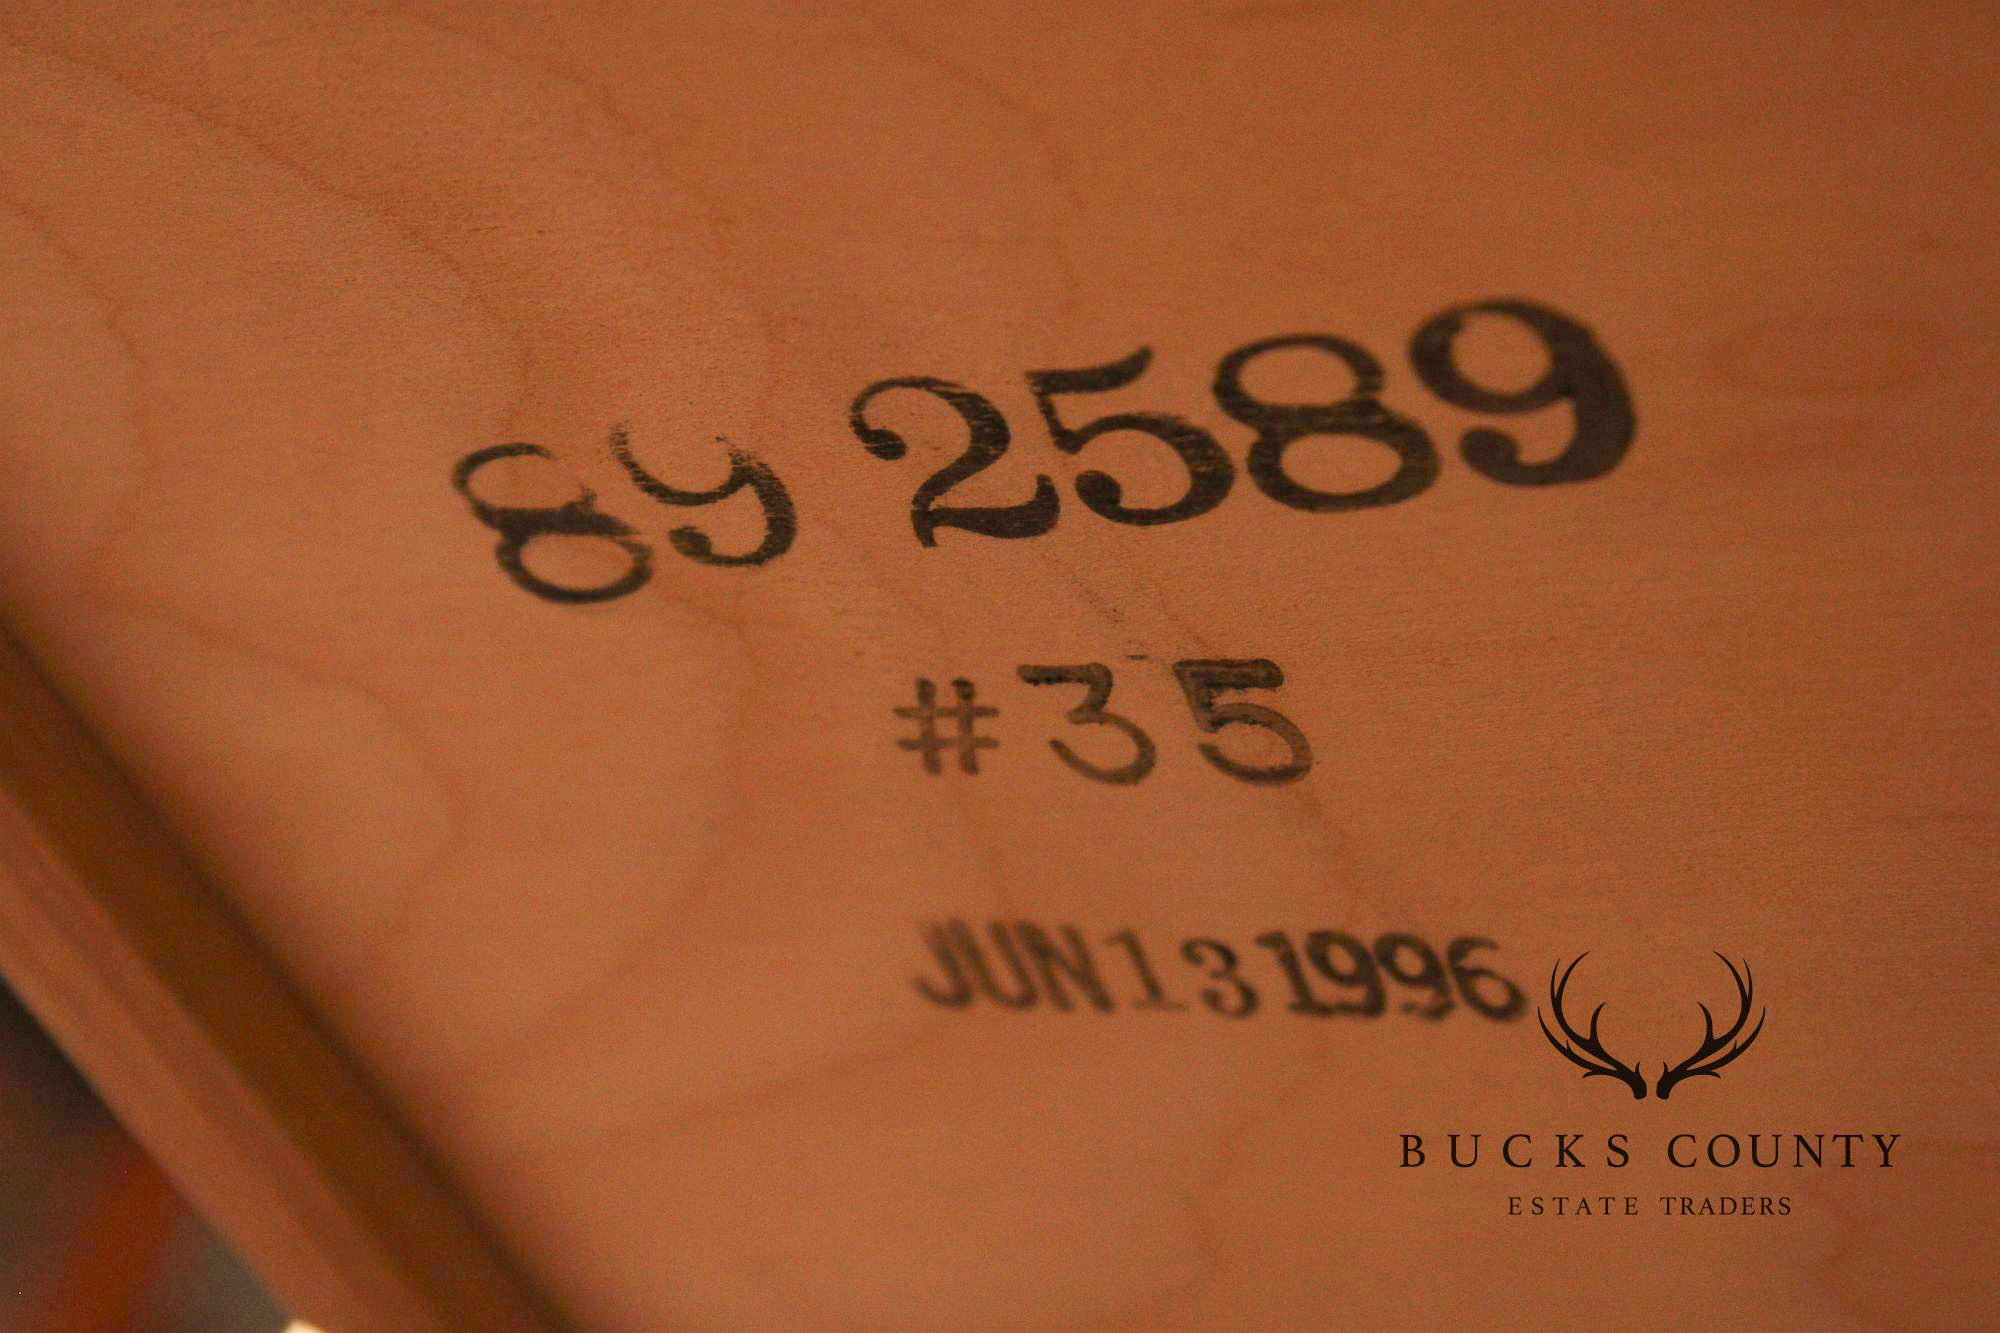 89 2589
#35
JUN 13 1996
BUCKS COUNTY
ESTATE TRADERS